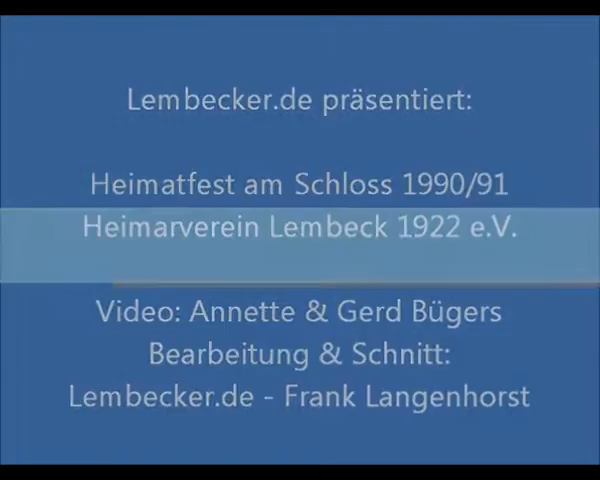 Lembecker.de präsentiert:
Heimatfest am Schloss 1990/91
Heimarverein Lembeck 1922 e.V.
Video: Annette & Gerd Bügers
Bearbeitung & Schnitt:
Lembecker.de - Frank Langenhorst